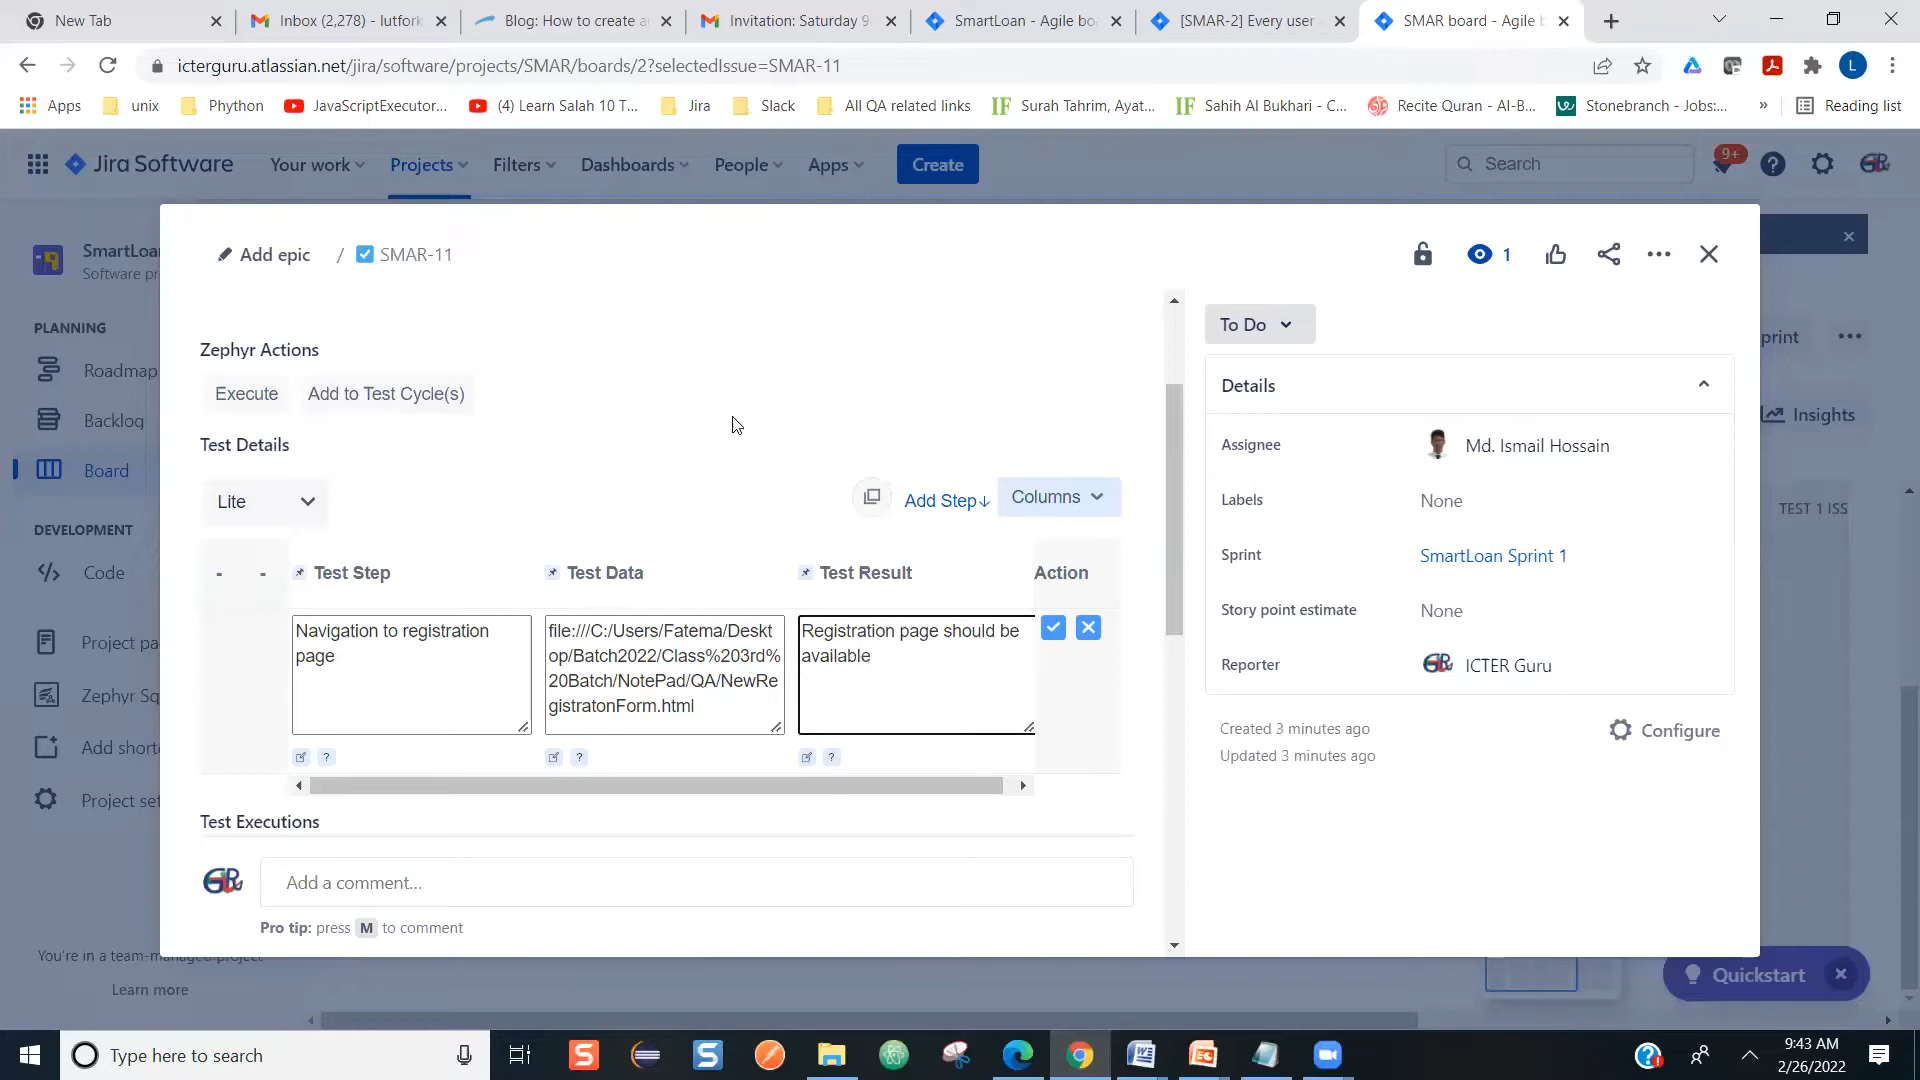 New Tab
Inbox (2,278) - lutfork
Blog: How to create a
Invitation: Saturday 9
SmartLoan - Agile bo
[SMAR-2] Every user
SMAR board - Agile b
icterguru.atlassian.net/jira/software/projects/SMAR/boards/2?selectedIssue=SMAR-11
L
Apps
unix
Phython
JavaScriptExecutor...
(4) Learn Salah 10 T...
Jira
Slack
All QA related links
IF Surah Tahrim, Ayat...
IF Sahih Al Bukhari - C...
Recite Quran - Al-B...
Stonebranch - Jobs:...
»
Reading list
Jira Software
Your work
Projects
Filters
Dashboards
People
Apps
Create
Search
9+
SmartLoa
Software pr
PLANNING
Roadmap
Backlog
Board
DEVELOPMENT
Code
Project pa
Zephyr Sq
Add shortc
Project set
You're in a team-managed project
Learn more
Add epic / SMAR-11
1
Zephyr Actions
Execute
Add to Test Cycle(s)
Test Details
Lite
Add Step↓
Columns
- - Test Step Test Data Test Result Action
Navigation to registration
page
file:///C:/Users/Fatema/Deskt
op/Batch2022/Class%203rd%
20Batch/NotePad/QA/NewRe
gistratonForm.html
Registration page should be
available
? ? ?
Test Executions
Add a comment...
Pro tip: press M to comment
To Do
Details
Assignee Md. Ismail Hossain
Labels None
Sprint SmartLoan Sprint 1
Story point estimate None
Reporter ICTER Guru
Created 3 minutes ago
Updated 3 minutes ago
Configure
print
Insights
TEST 1 ISS
Quickstart
Type here to search
9:43 AM
2/26/2022